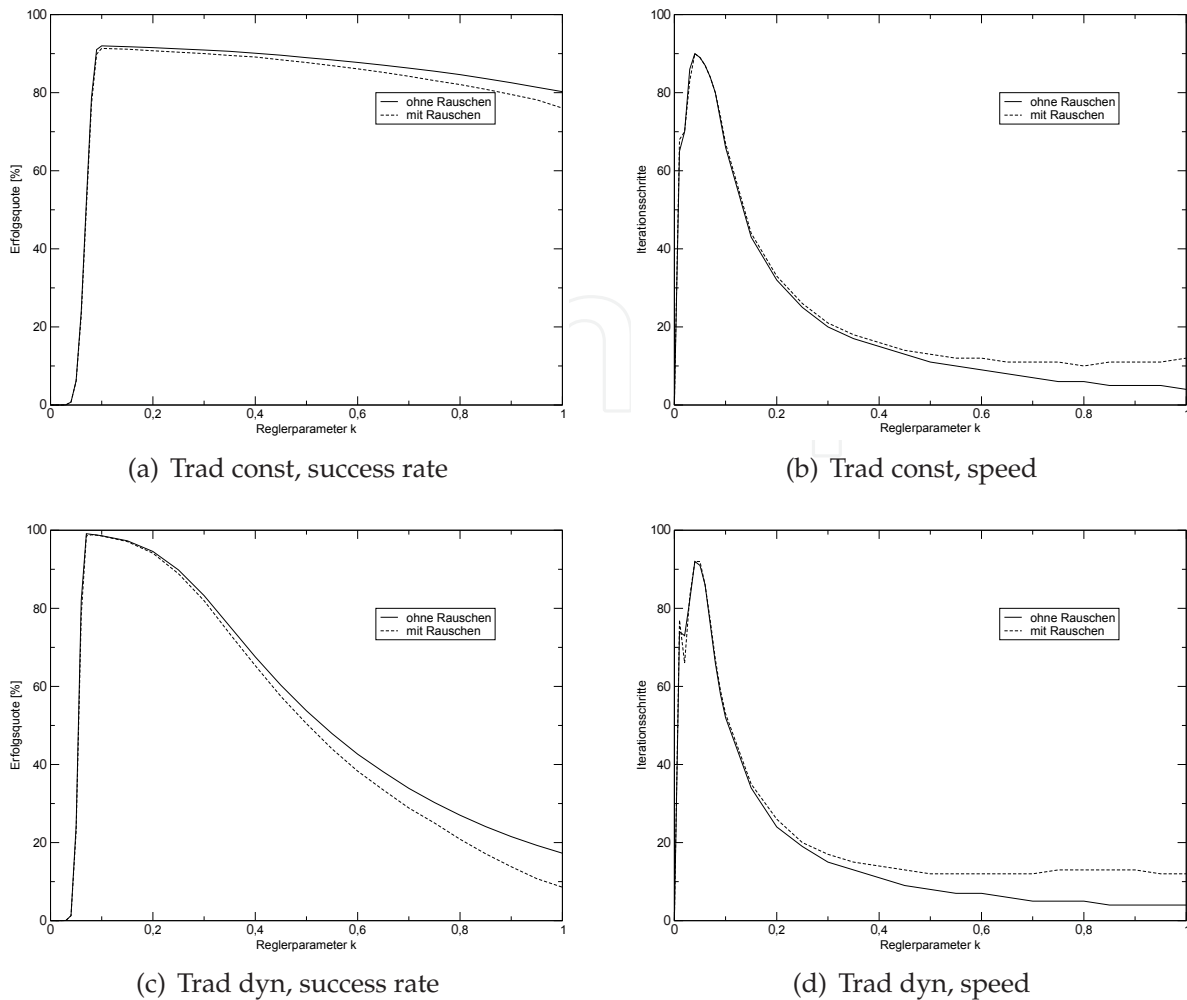 100
80
60
40
20
0
Erfolgsquote [%]
ohne Rauschen
mit Rauschen
0
0,2
0,4
0,6
0,8
1
Reglerparameter k
(a) Trad const, success rate
100
80
60
40
20
0
Iterationsschritte
ohne Rauschen
mit Rauschen
0
0.2
0.4
0.6
0.8
1
Reglerparameter k
(b) Trad const, speed
100
80
60
40
20
0
Erfolgsquote [%]
ohne Rauschen
mit Rauschen
0
0,2
0,4
0,6
0,8
1
Reglerparameter k
(c) Trad dyn, success rate
100
80
60
40
20
0
Iterationsschritte
ohne Rauschen
mit Rauschen
0
0,2
0,4
0,6
0,8
1
Reglerparameter k
(d) Trad dyn, speed